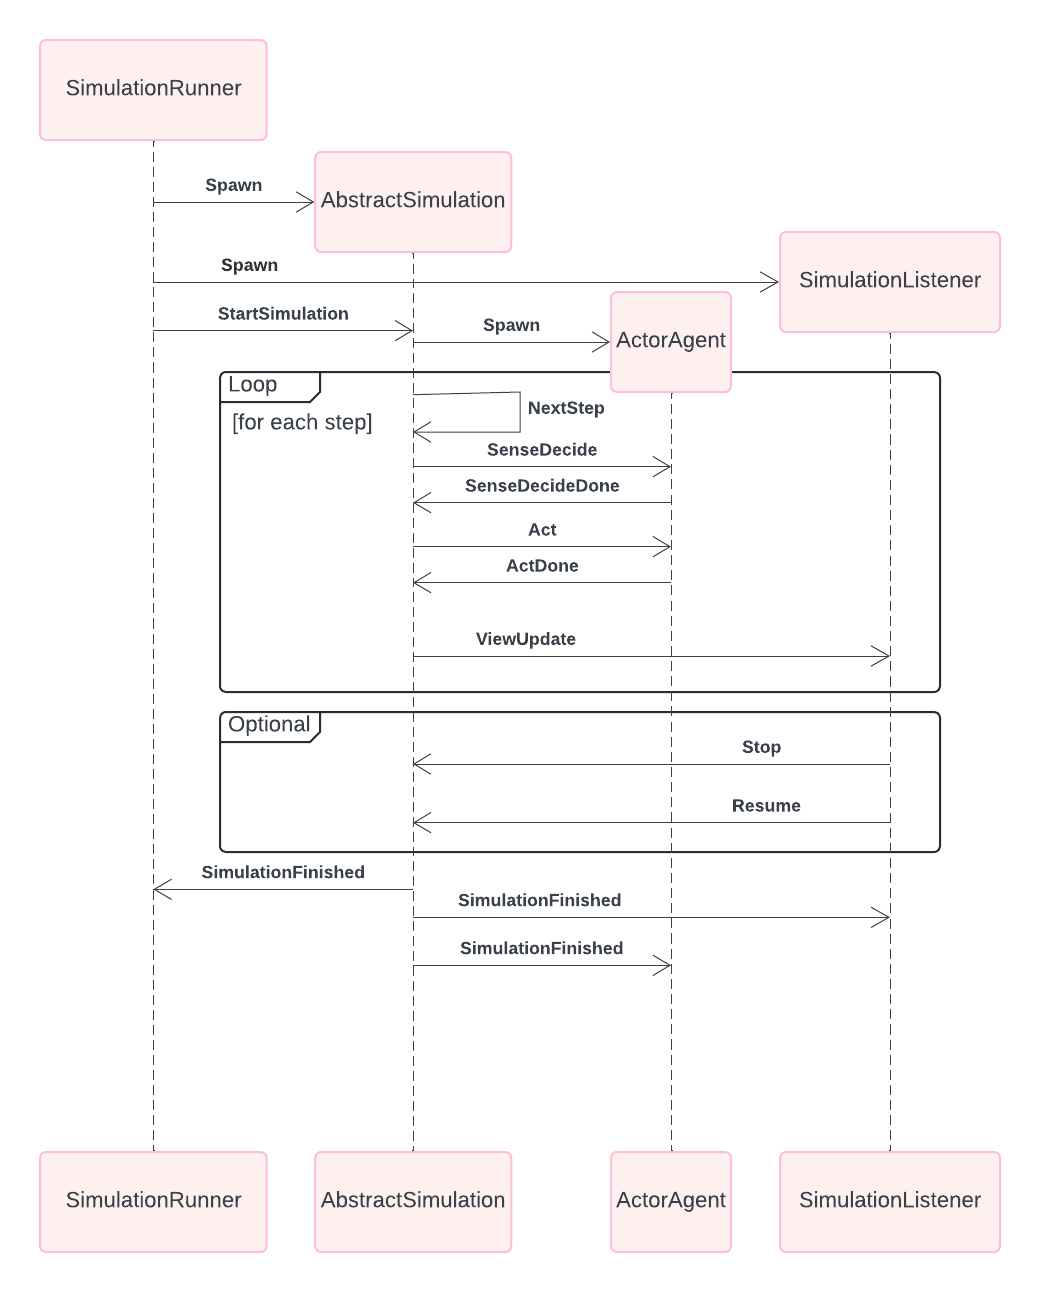 SimulationRunner
Spawn
AbstractSimulation
Spawn
SimulationListener
StartSimulation
Spawn
ActorAgent
Loop
[for each step]
NextStep
SenseDecide
SenseDecideDone
Act
ActDone
ViewUpdate
Optional
Stop
Resume
SimulationFinished
SimulationFinished
SimulationFinished
SimulationRunner
AbstractSimulation
ActorAgent
SimulationListener